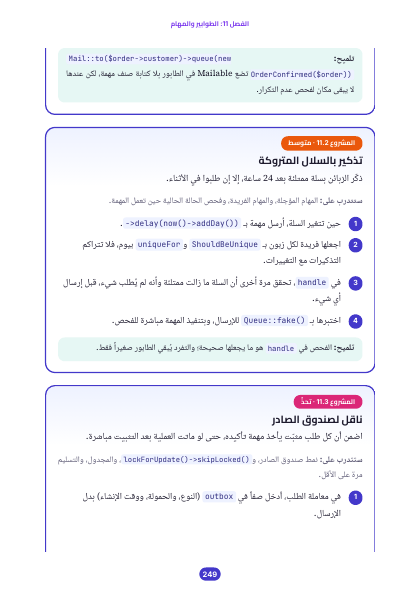 الفصل 11: الطوابير والمهام
تلميح: Mail::to($order->customer)->queue(new
OrderConfirmed($order)) تضع Mailable في الطابور بلا كتابة صنف مهمة، لكن عندها
لا يبقى مكان لفحص عدم التكرار.
المشروع 11.2 · متوسط
تذكير بالسلال المتروكة
ذكّر الزبائن بسلة ممتلئة بعد 24 ساعة، إلا إن طلبوا في الأثناء.
ستتدرب على: المهام المؤجلة، والمهام الفريدة، وفحص الحالة الحالية حين تعمل المهمة.
1 حين تتغير السلة، أرسل مهمة بـ ->delay(now()->addDay()).
2 اجعلها فريدة لكل زبون بـ ShouldBeUnique و uniqueFor بيوم، فلا تتراكم
التذكيرات مع التغييرات.
3 في handle، تحقق مرة أخرى أن السلة ما زالت ممتلئة وأنه لم يُطلب شيء، قبل إرسال
أي شيء.
4 اختبرها بـ Queue::fake() للإرسال، وبتنفيذ المهمة مباشرة للفحص.
تلميح: الفحص في handle هو ما يجعلها صحيحة؛ والتفرد يُبقي الطابور صغيراً فقط.
المشروع 11.3 · تحدٍّ
ناقل لصندوق الصادر
اضمن أن كل طلب مثبّت يأخذ مهمة تأكيده، حتى لو ماتت العملية بعد التثبيت مباشرة.
ستتدرب على: نمط صندوق الصادر، و lockForUpdate()->skipLocked()، والمجدول، والتسليم
مرة على الأقل.
1 في معاملة الطلب، أدخل صفاً في outbox (النوع، والحمولة، ووقت الإنشاء) بدل
الإرسال.
249